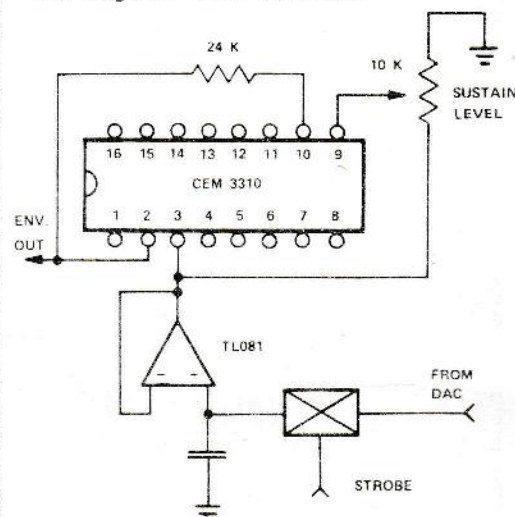 24 K
10 K
SUSTAIN
LEVEL
16 15 14 13 12 11 10 9
CEM 3310
1 2 3 4 5 6 7 8
ENV.
OUT
TL081
FROM
DAC
STROBE